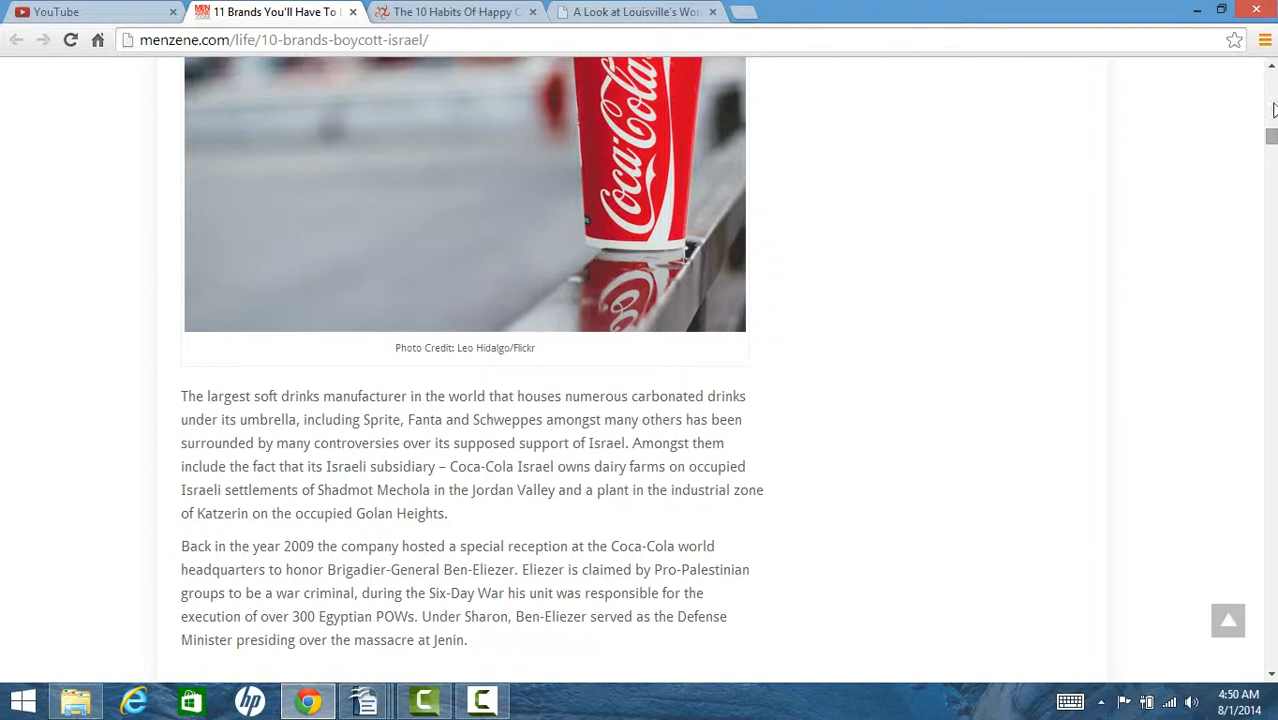 YouTube
MEN ZENE .COM 11 Brands You'll Have To
The 10 Habits Of Happy C
A Look at Louisville's Wor
menzene.com/life/10-brands-boycott-israel/
Coca-Cola
Photo Credit: Leo Hidalgo/Flickr
The largest soft drinks manufacturer in the world that houses numerous carbonated drinks
under its umbrella, including Sprite, Fanta and Schweppes amongst many others has been
surrounded by many controversies over its supposed support of Israel. Amongst them
include the fact that its Israeli subsidiary – Coca-Cola Israel owns dairy farms on occupied
Israeli settlements of Shadmot Mechola in the Jordan Valley and a plant in the industrial zone
of Katzerin on the occupied Golan Heights.
Back in the year 2009 the company hosted a special reception at the Coca-Cola world
headquarters to honor Brigadier-General Ben-Eliezer. Eliezer is claimed by Pro-Palestinian
groups to be a war criminal, during the Six-Day War his unit was responsible for the
execution of over 300 Egyptian POWs. Under Sharon, Ben-Eliezer served as the Defense
Minister presiding over the massacre at Jenin.
hp
4:50 AM
8/1/2014